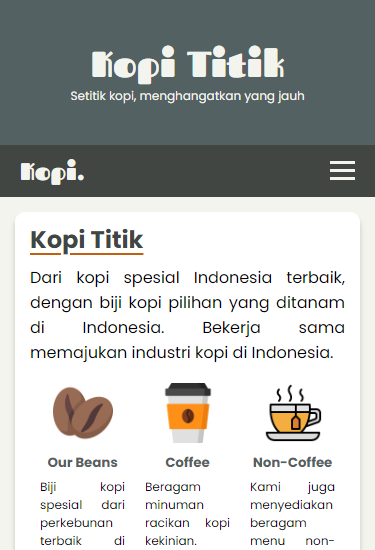 Kopi Titik
Setitik kopi, menghangatkan yang jauh
Kopi.
Kopi Titik
Dari kopi spesial Indonesia terbaik,
dengan biji kopi pilihan yang ditanam
di Indonesia. Bekerja sama
memajukan industri kopi di Indonesia.
Our Beans
Biji kopi
spesial dari
perkebunan
terbaik di
Coffee
Beragam
minuman
racikan kopi
kekinian.
Non-Coffee
Kami juga
menyediakan
beragam
menu non-